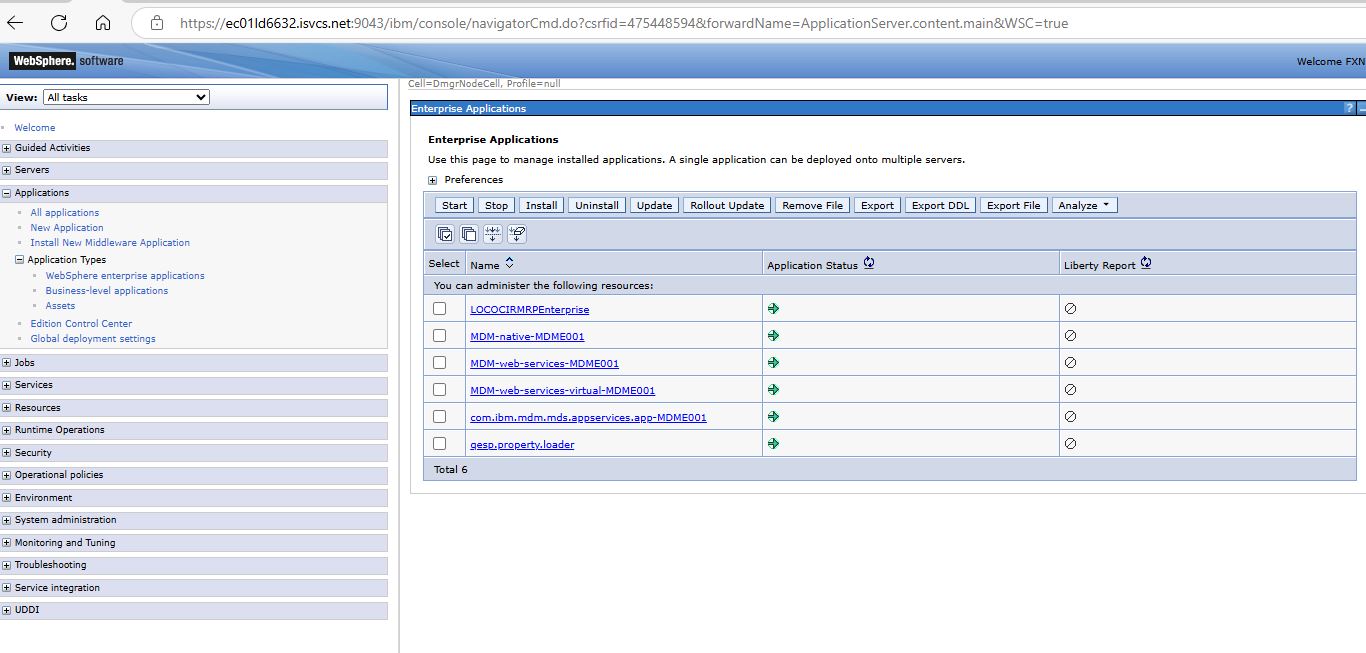 https://ec01ld6632.isvcs.net:9043/ibm/console/navigatorCmd.do?csrfid=475448594&forwardName=ApplicationServer.content.main&WSC=true
WebSphere. software
Welcome FXN
View: All tasks
Cell=DmgrNodeCell, Profile=null
Welcome
Guided Activities
Servers
Applications
All applications
New Application
Install New Middleware Application
Application Types
WebSphere enterprise applications
Business-level applications
Assets
Edition Control Center
Global deployment settings
Jobs
Services
Resources
Runtime Operations
Security
Operational policies
Environment
System administration
Monitoring and Tuning
Troubleshooting
Service integration
UDDI
Enterprise Applications
?
Enterprise Applications
Use this page to manage installed applications. A single application can be deployed onto multiple servers.
Preferences
Start Stop Install Uninstall Update Rollout Update Remove File Export Export DDL Export File Analyze
Select Name Application Status Liberty Report
You can administer the following resources:
LOCOCIRMRPEnterprise
MDM-native-MDME001
MDM-web-services-MDME001
MDM-web-services-virtual-MDME001
com.ibm.mdm.mds.appservices.app-MDME001
qesp.property.loader
Total 6